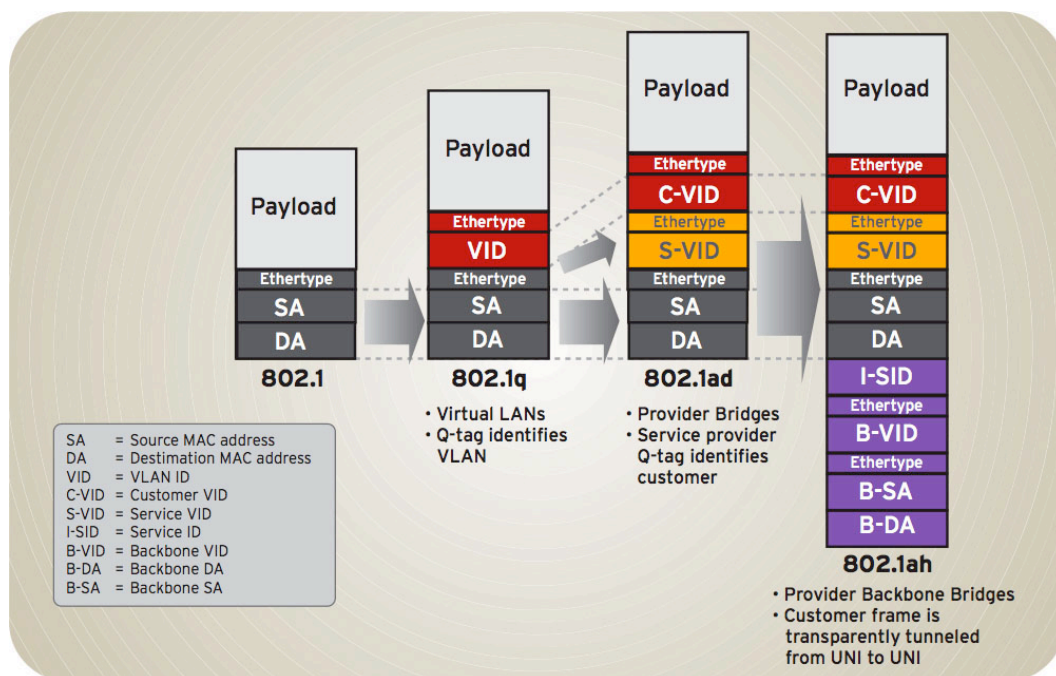 Payload
Ethertype
SA
DA
802.1
Payload
Ethertype
VID
Ethertype
SA
DA
802.1q
• Virtual LANs
• Q-tag identifies
VLAN
Payload
Ethertype
C-VID
Ethertype
S-VID
Ethertype
SA
DA
802.1ad
• Provider Bridges
• Service provider
Q-tag identifies
customer
Payload
Ethertype
C-VID
Ethertype
S-VID
Ethertype
SA
DA
I-SID
Ethertype
B-VID
Ethertype
B-SA
B-DA
802.1ah
• Provider Backbone Bridges
• Customer frame is
transparently tunneled
from UNI to UNI
SA = Source MAC address
DA = Destination MAC address
VID = VLAN ID
C-VID = Customer VID
S-VID = Service VID
I-SID = Service ID
B-VID = Backbone VID
B-DA = Backbone DA
B-SA = Backbone SA